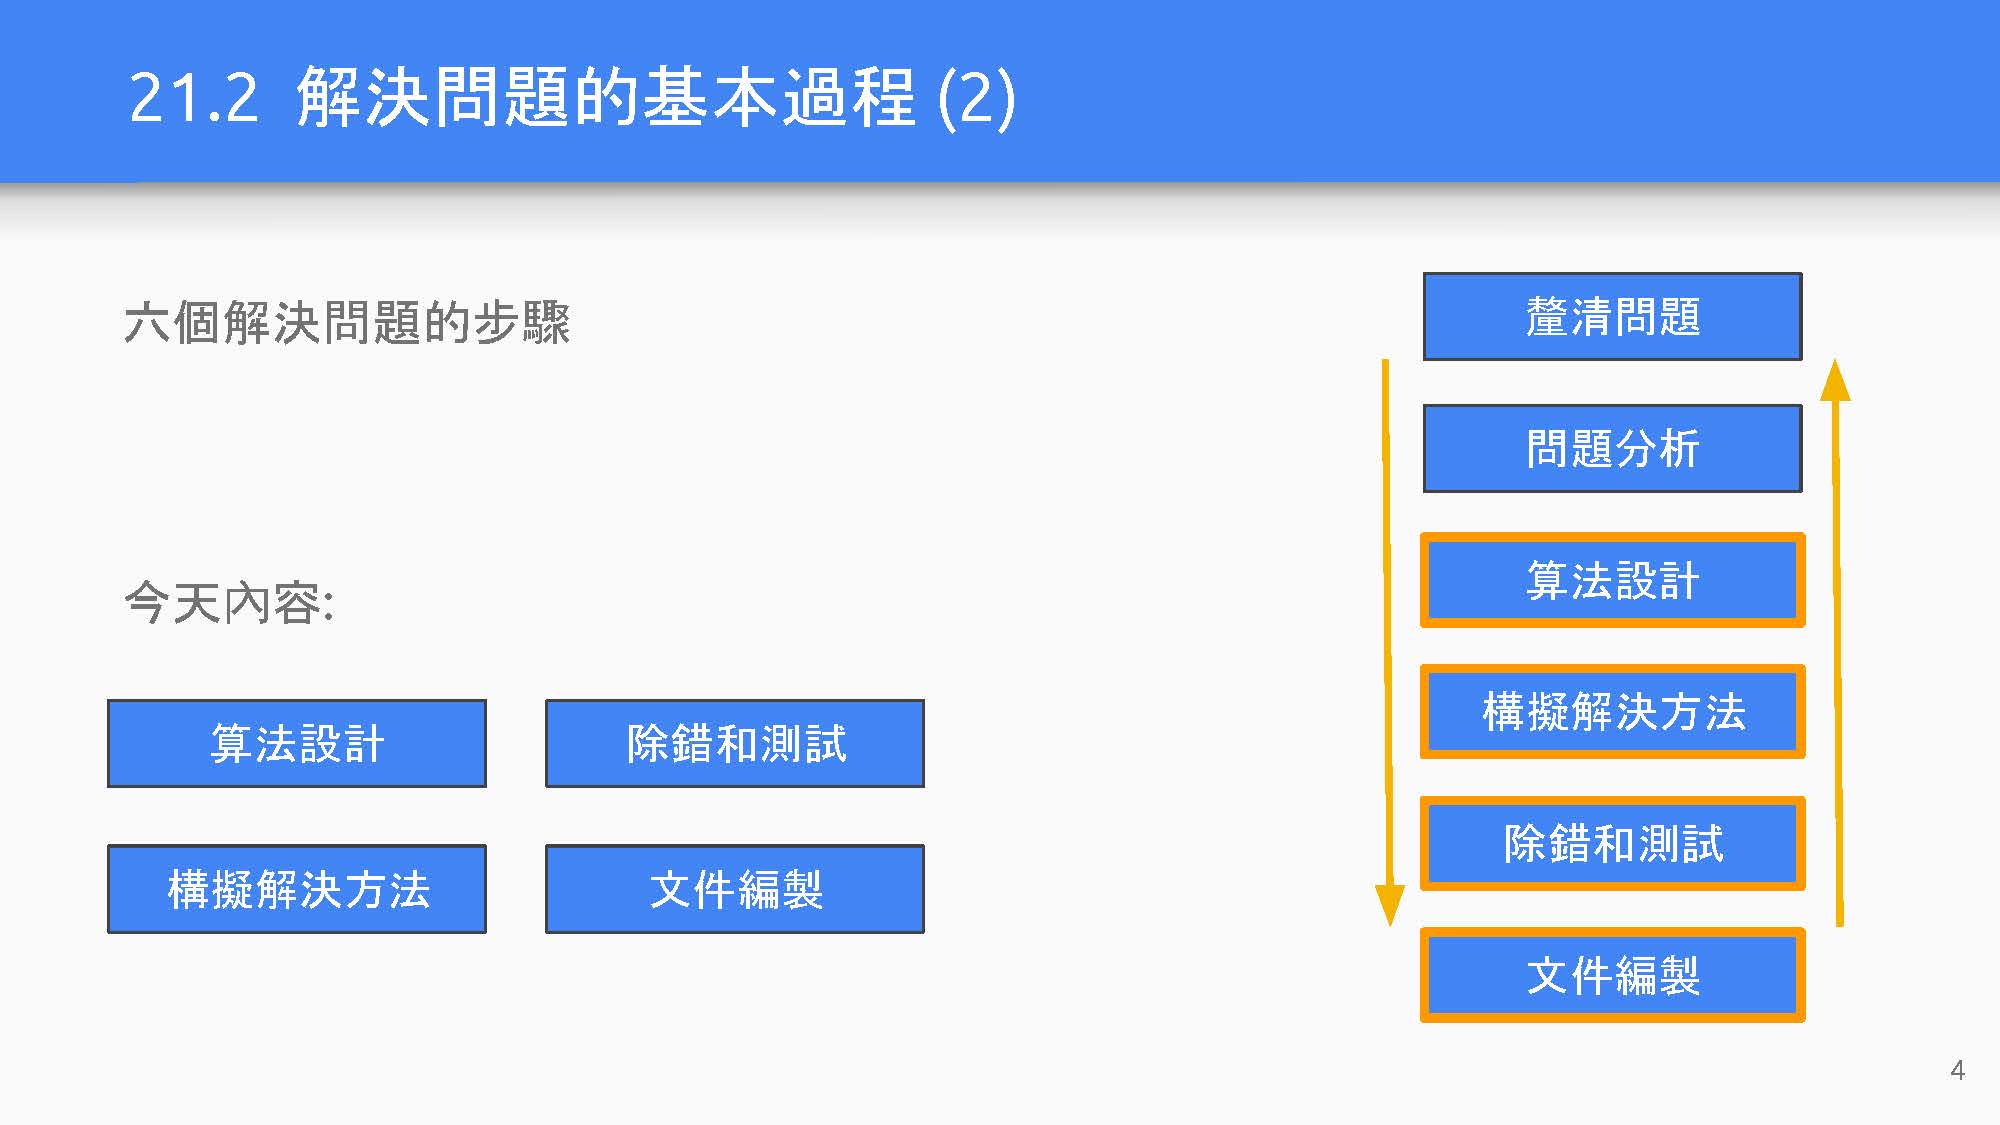 21.2 解決問題的基本過程 (2)
六個解決問題的步驟
今天內容:
算法設計
除錯和測試
構擬解決方法
文件編製
釐清問題
問題分析
算法設計
構擬解決方法
除錯和測試
文件編製
4